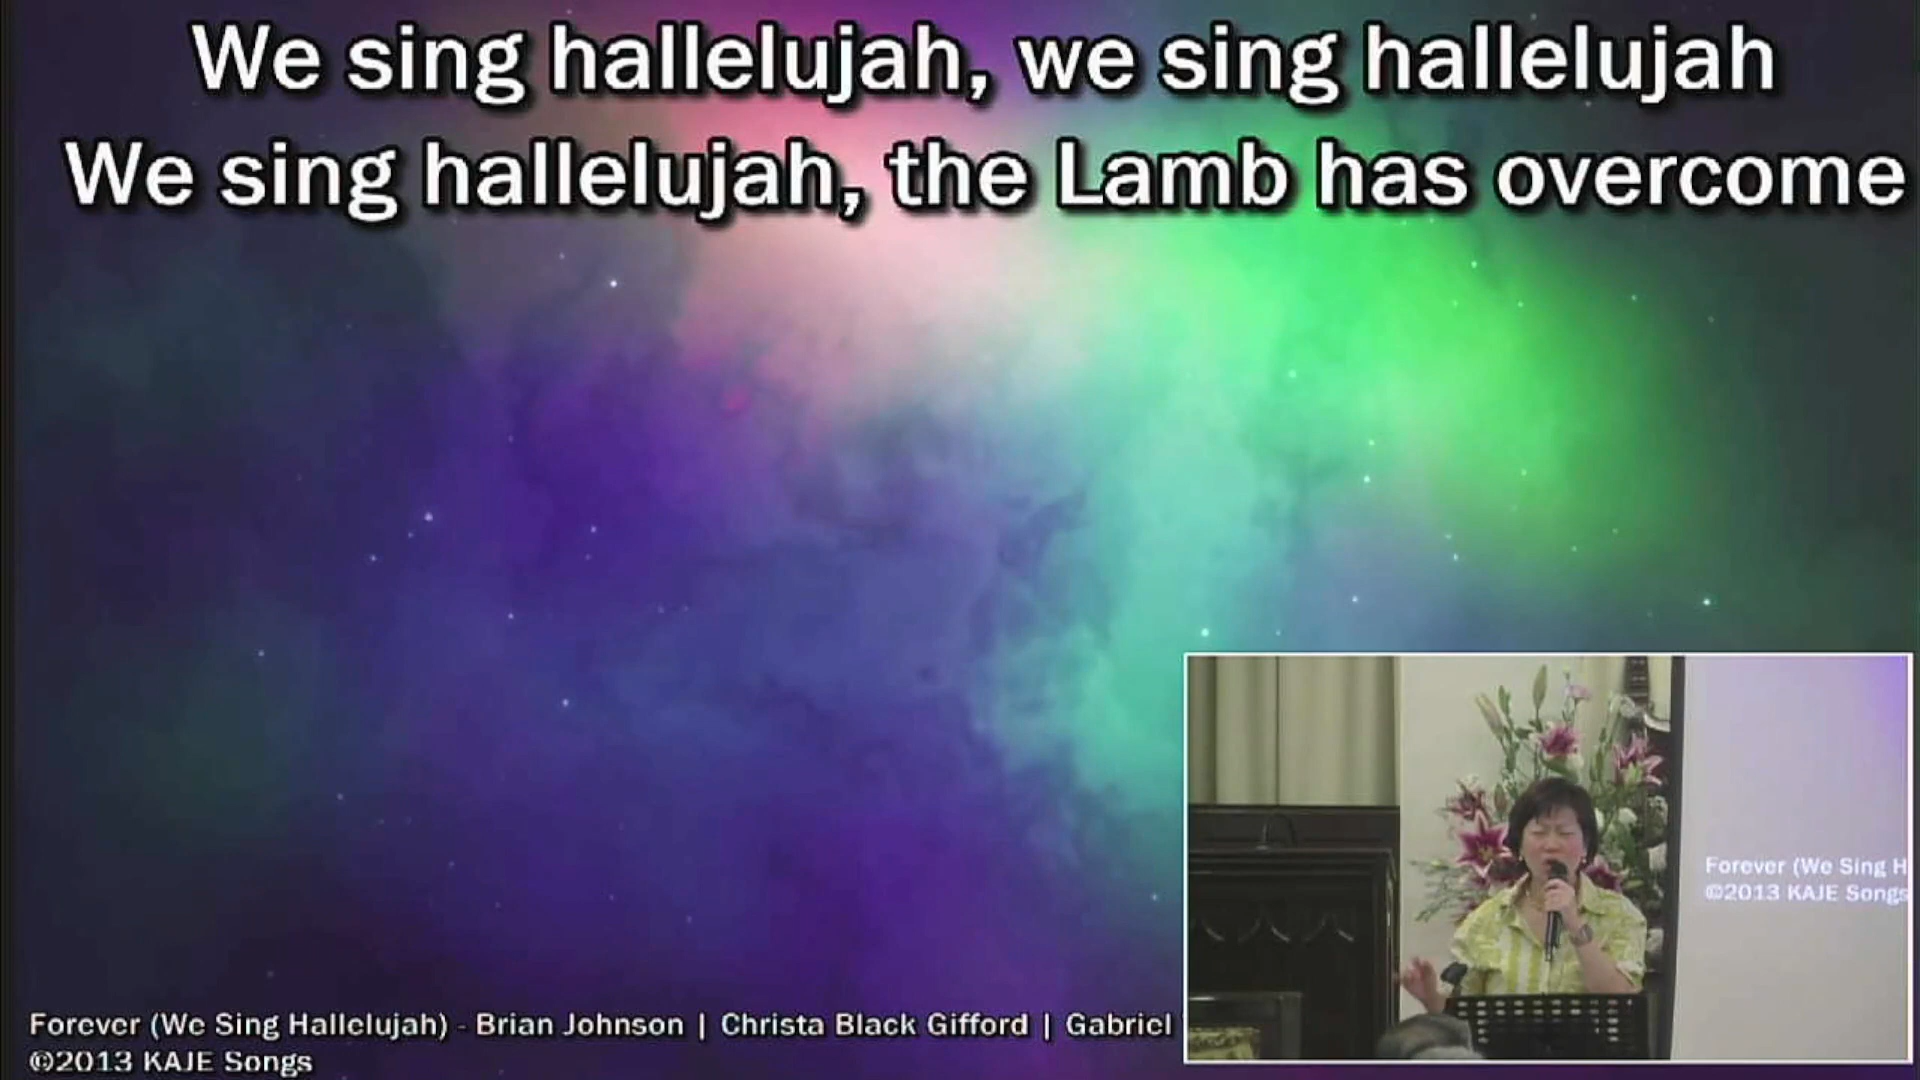 We sing hallelujah, we sing hallelujah
We sing hallelujah, the Lamb has overcome
Forever (We Sing Hallelujah) - Brian Johnson | Christa Black Gifford | Gabriel
©2013 KAJE Songs
Forever (We Sing H
©2013 KAJE Songs